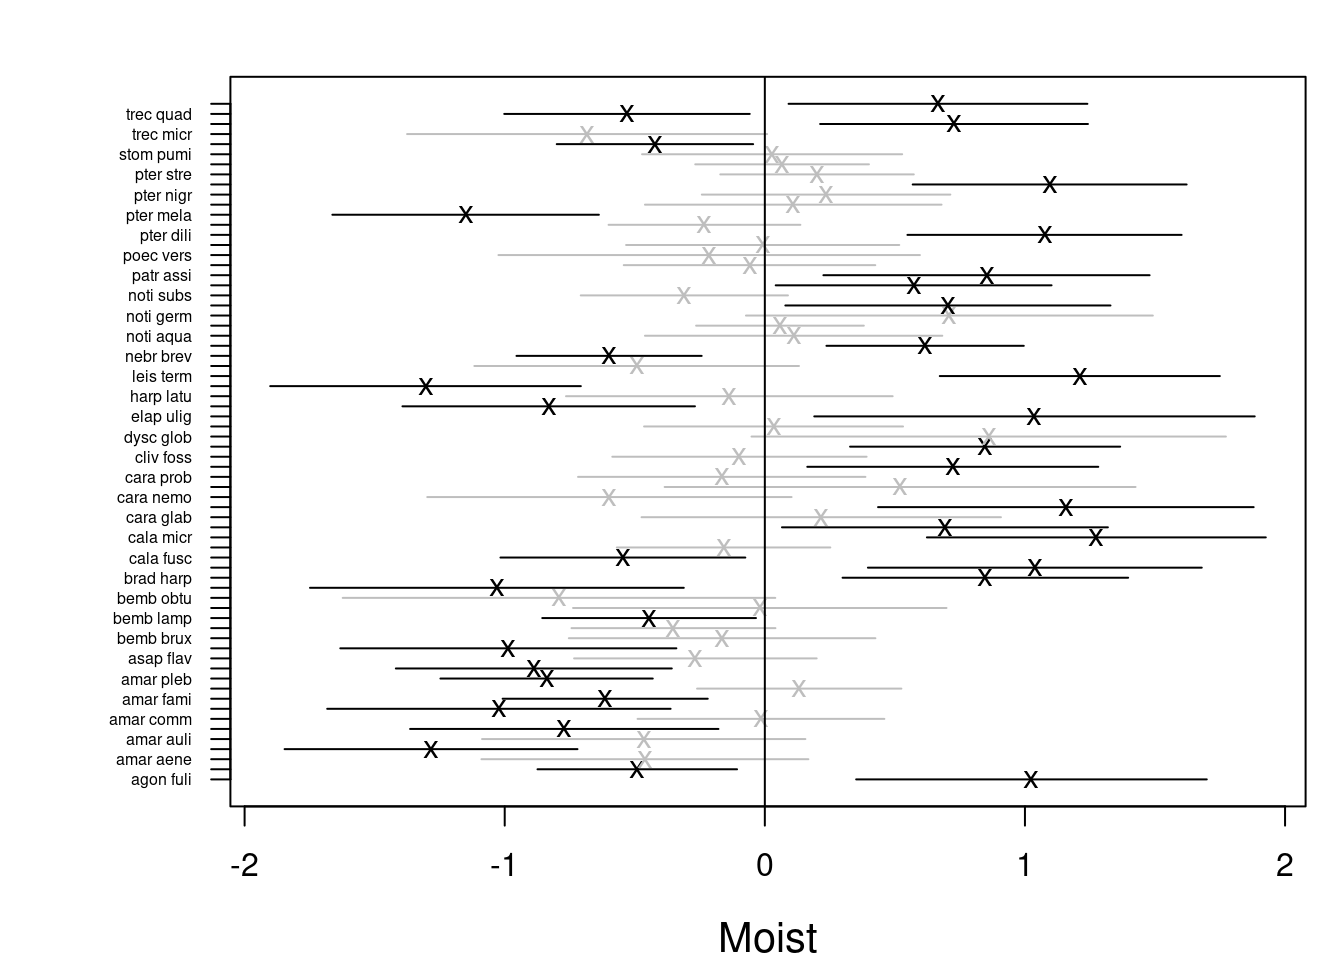 trec quad
trec micr
stom pumi
pter stre
pter nigr
pter mela
pter dili
poec vers
patr assi
noti subs
noti germ
noti aqua
nebr brev
leis term
harp latu
elap ulig
dysc glob
cliv foss
cara prob
cara nemo
cara glab
cala micr
cala fusc
brad harp
bemb obtu
bemb lamp
bemb brux
asap flav
amar pleb
amar fami
amar comm
amar auli
amar aene
agon fuli
-2 -1 0 1 2
Moist